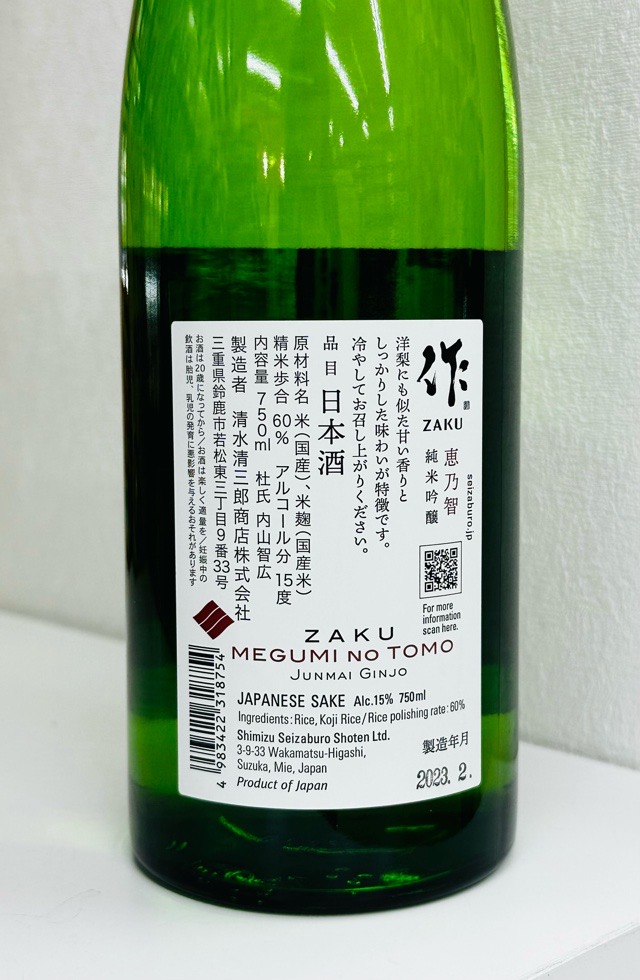 作
ZAKU
恵乃智
純米吟醸
seizaburo.jp
For more
information
scan here.
洋梨にも似た甘い香りと
しっかりした味わいが特徴です。
冷やしてお召し上がりください。
品目 日本酒
原材料名 米(国産)、米麹(国産米)
精米歩合 60% アルコール分 15度
内容量 750ml 杜氏 内山智広
製造者 清水清三郎商店株式会社
三重県鈴鹿市若松東三丁目9番33号
お酒は20歳になってから/お酒は楽しく適量を/妊娠中の
飲酒は胎児、乳児の発育に悪影響を与えるおそれがあります
ZAKU
MEGUMI NO TOMO
JUNMAI GINJO
JAPANESE SAKE Alc.15% 750ml
Ingredients: Rice, Koji Rice/Rice polishing rate: 60%
Shimizu Seizaburo Shoten Ltd.
3-9-33 Wakamatsu-Higashi,
Suzuka, Mie, Japan
Product of Japan
製造年月
2023. 2.
4 983422 318754